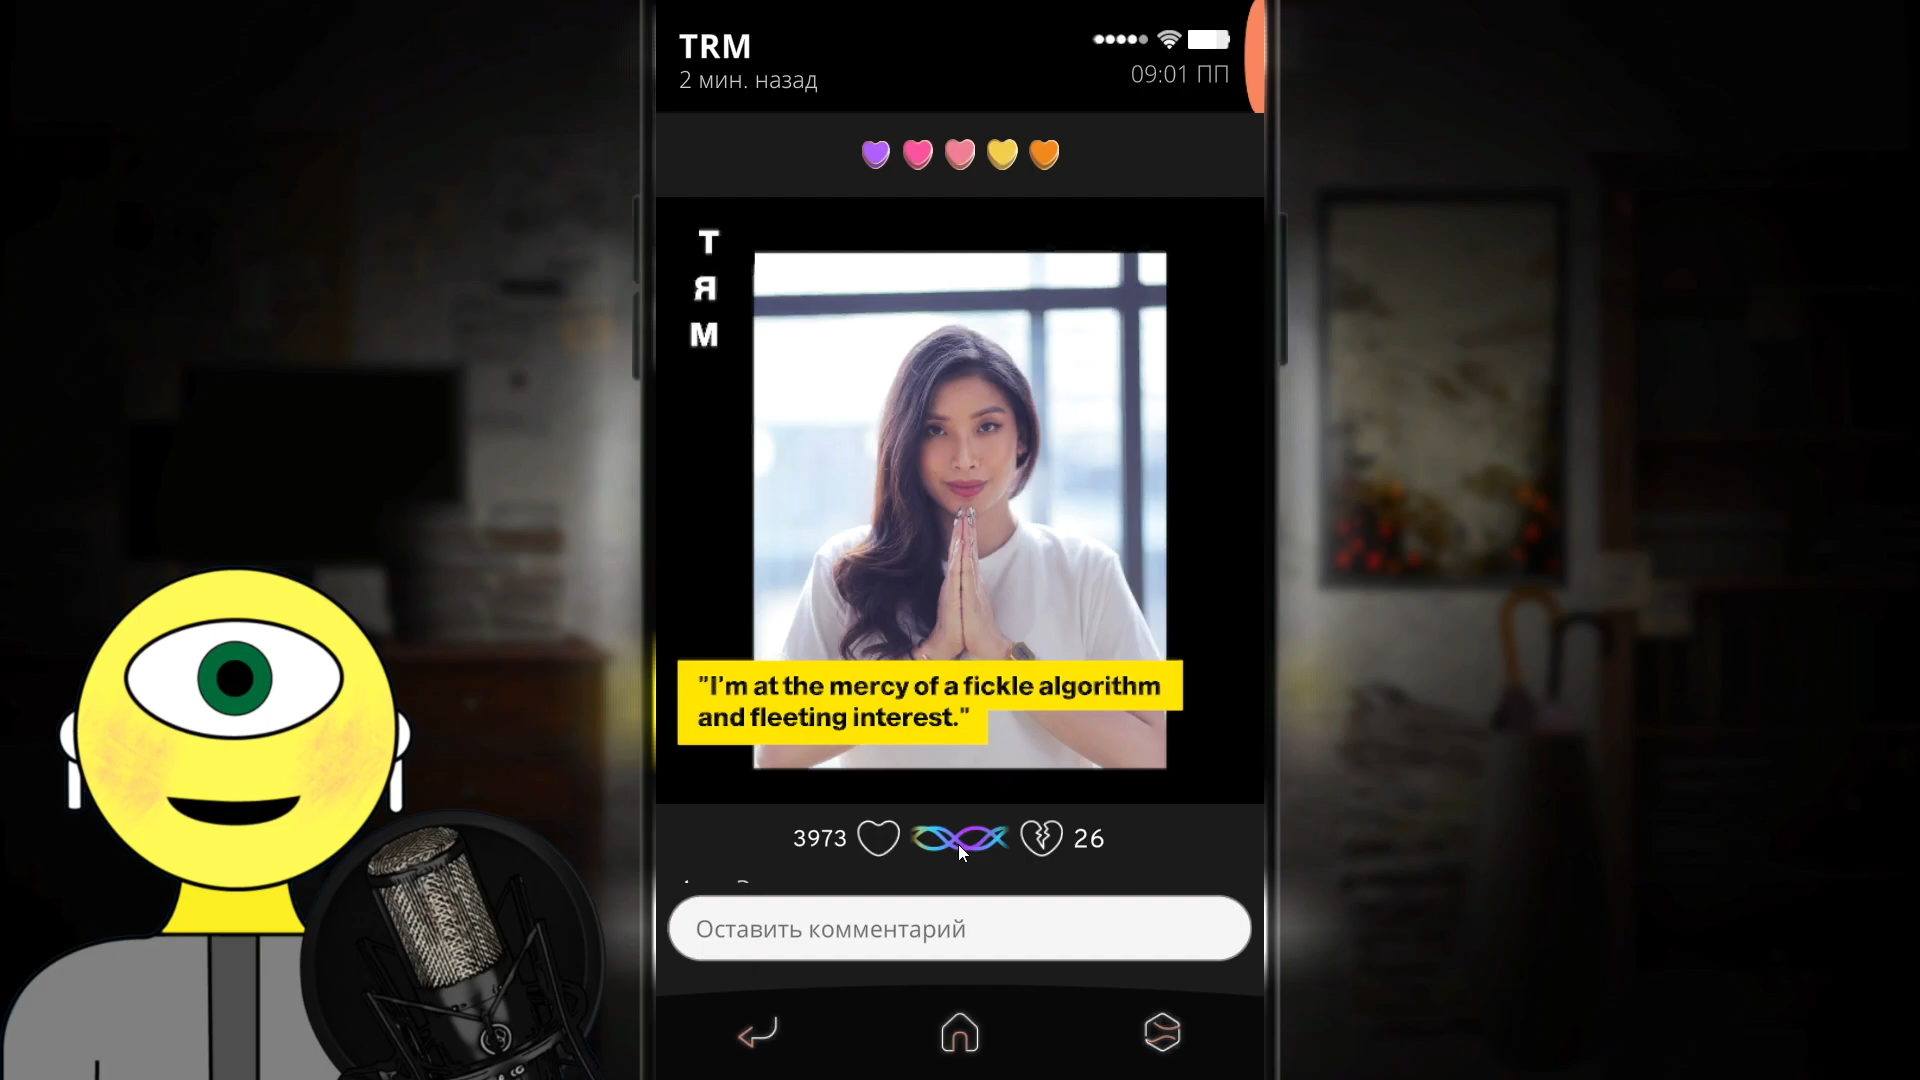 TRM
2 мин. назад
09:01 ПП
T
Я
M
"I'm at the mercy of a fickle algorithm
and fleeting interest."
3973
26
Оставить комментарий